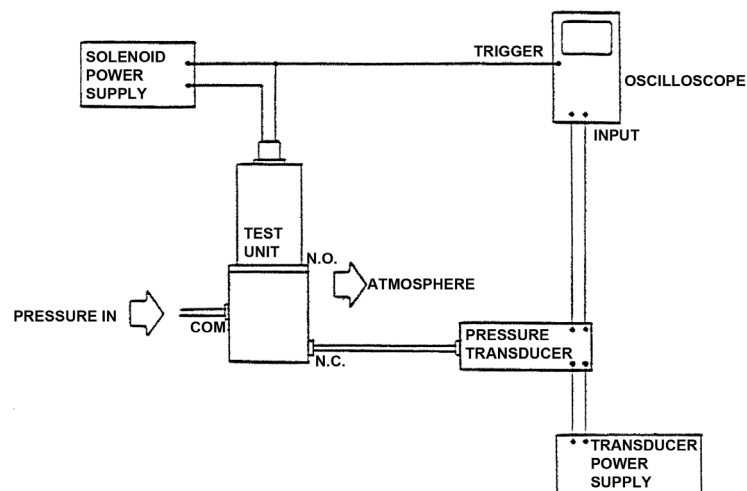 SOLENOID
POWER
SUPPLY
TRIGGER
OSCILLOSCOPE
INPUT
TEST
UNIT
N.O.
ATMOSPHERE
PRESSURE IN
COM
N.C.
PRESSURE
TRANSDUCER
TRANSDUCER
POWER
SUPPLY